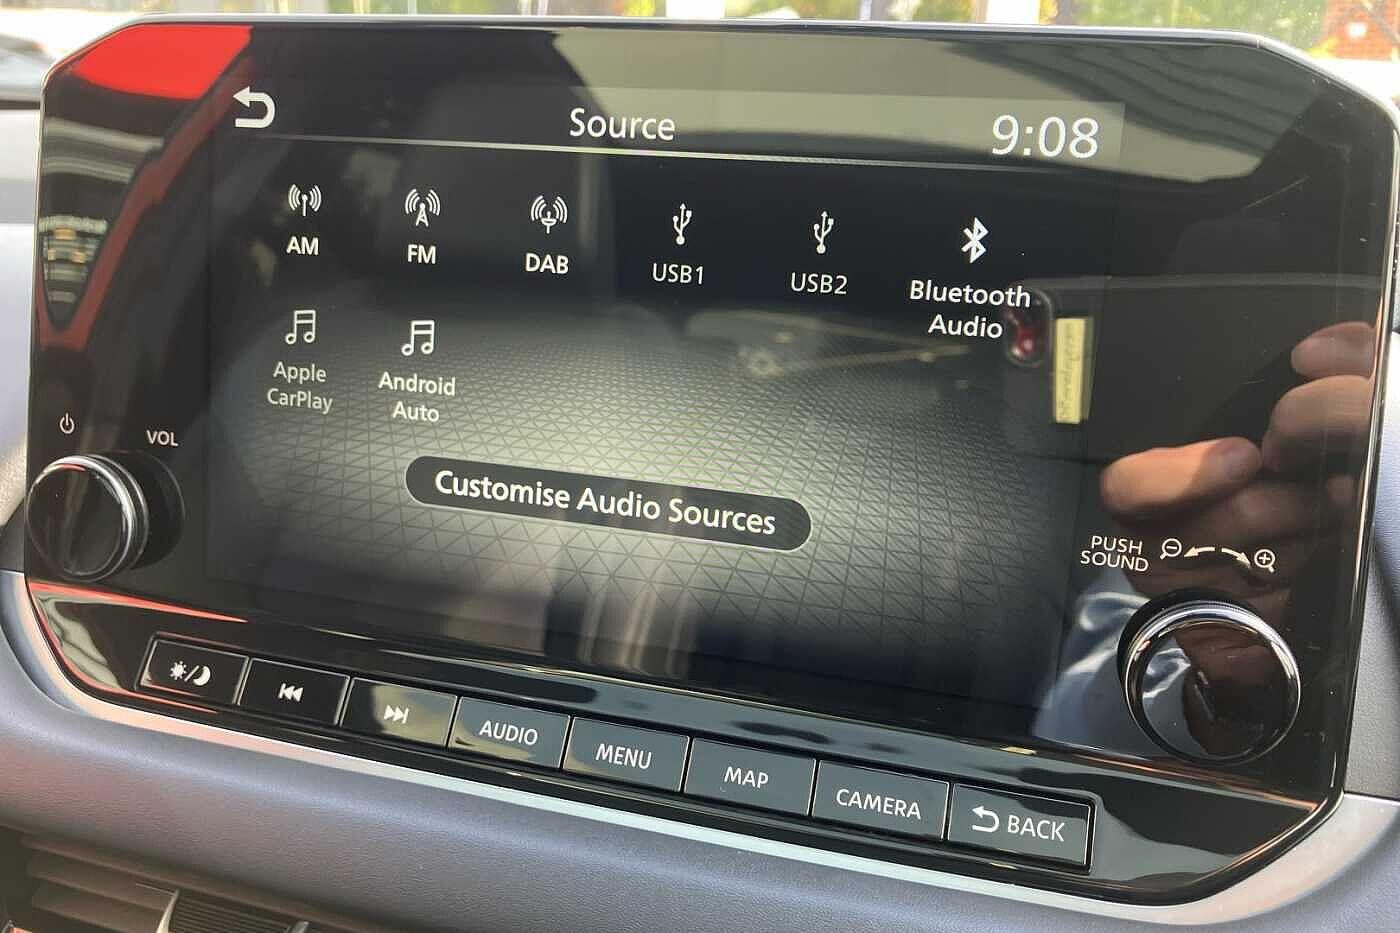 Source
9:08
AM
FM
DAB
USB1
USB2
Bluetooth
Audio
Apple
CarPlay
Android
Auto
Customise Audio Sources
VOL
PUSH
SOUND
AUDIO
MENU
MAP
CAMERA
BACK